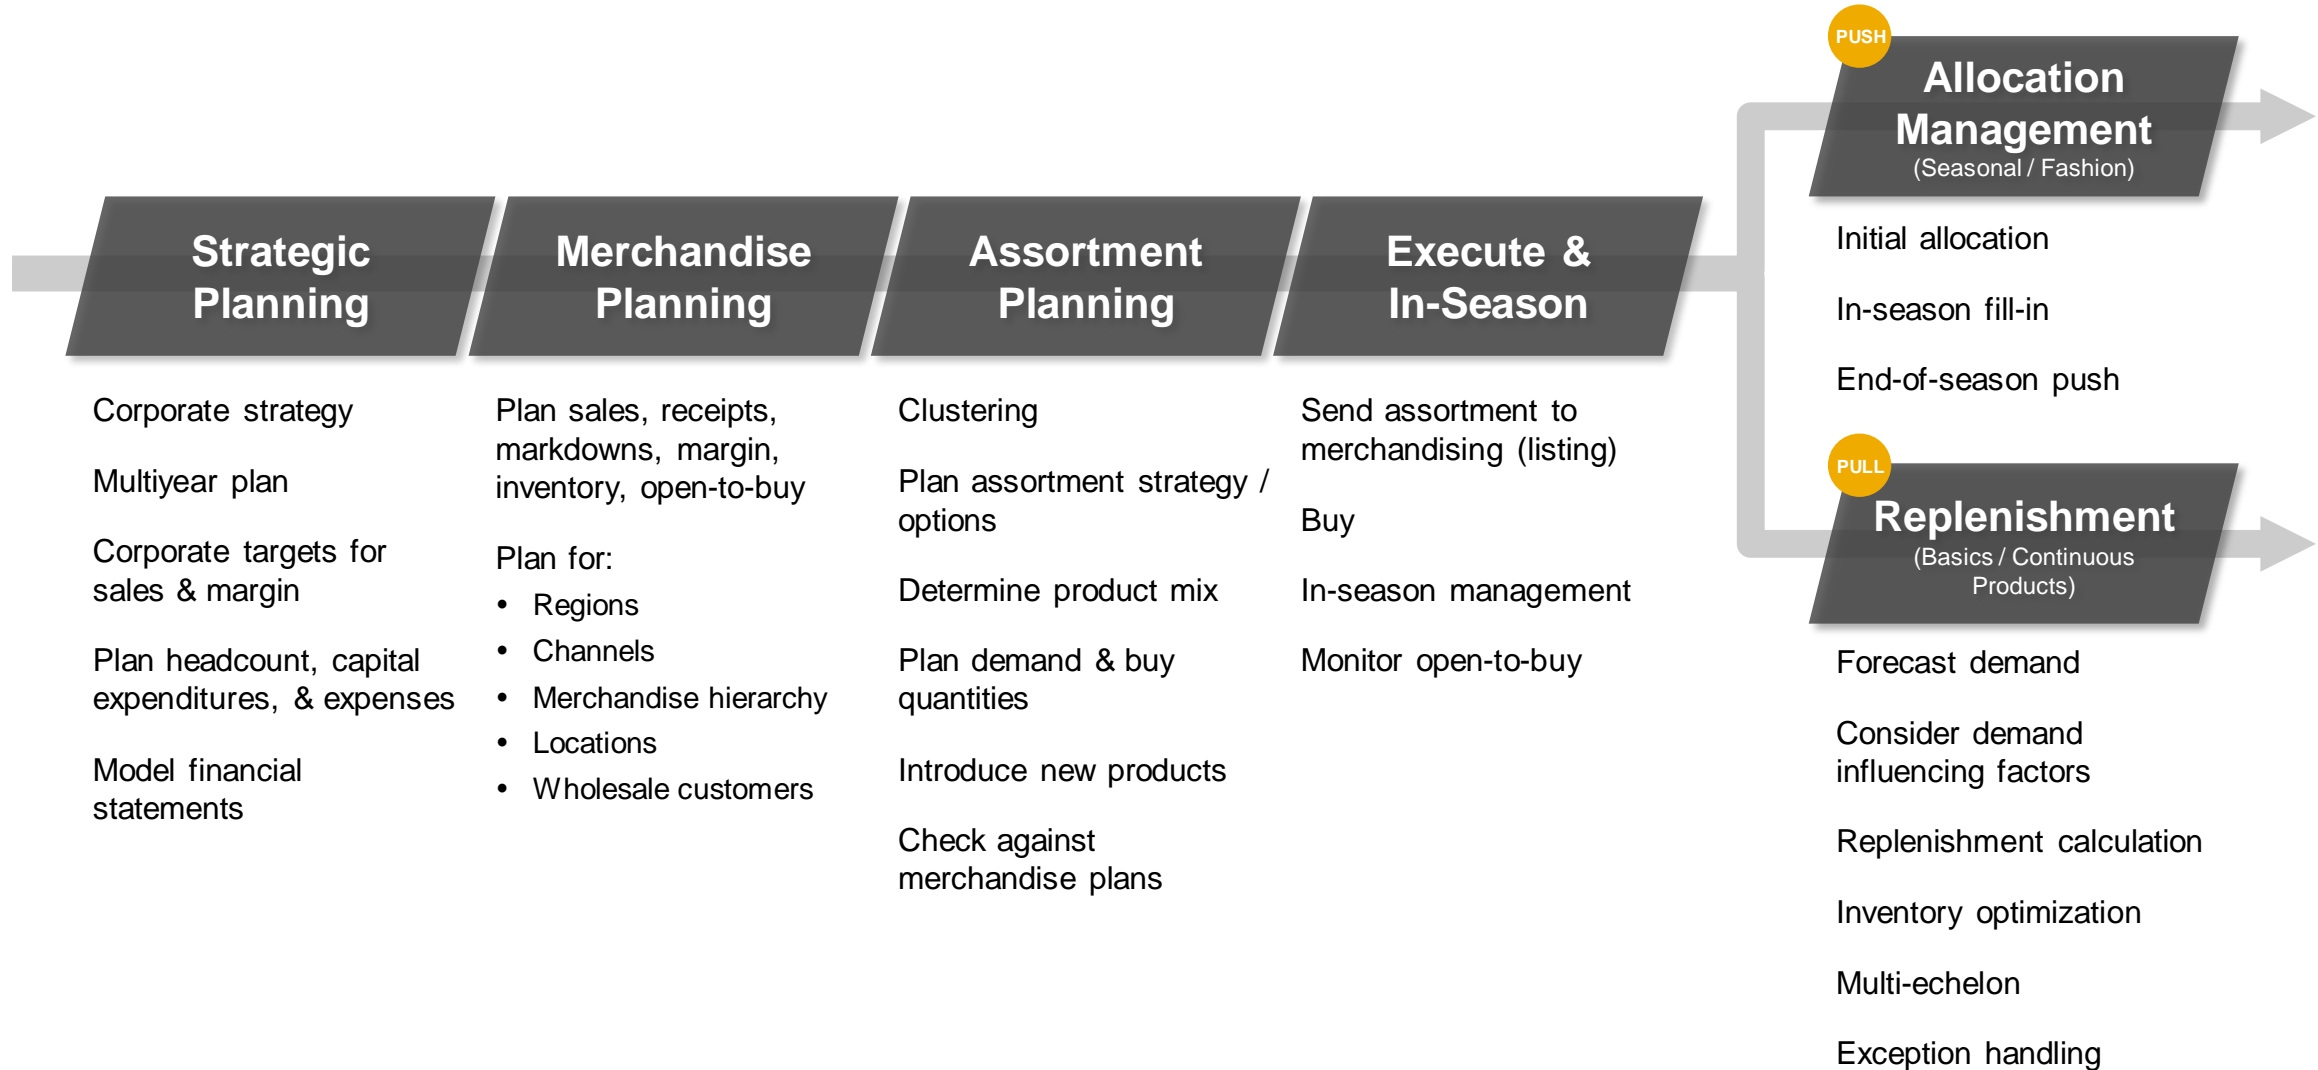 Strategic
Planning
Corporate strategy
Multiyear plan
Corporate targets for
sales & margin
Plan headcount, capital
expenditures, & expenses
Model financial
statements
Merchandise
Planning
Plan sales, receipts,
markdowns, margin,
inventory, open-to-buy
Plan for:
• Regions
• Channels
• Merchandise hierarchy
• Locations
• Wholesale customers
Assortment
Planning
Clustering
Plan assortment strategy /
options
Determine product mix
Plan demand & buy
quantities
Introduce new products
Check against
merchandise plans
Execute &
In-Season
Send assortment to
merchandising (listing)
Buy
In-season management
Monitor open-to-buy
PUSH
Allocation
Management
(Seasonal / Fashion)
Initial allocation
In-season fill-in
End-of-season push
PULL
Replenishment
(Basics / Continuous
Products)
Forecast demand
Consider demand
influencing factors
Replenishment calculation
Inventory optimization
Multi-echelon
Exception handling